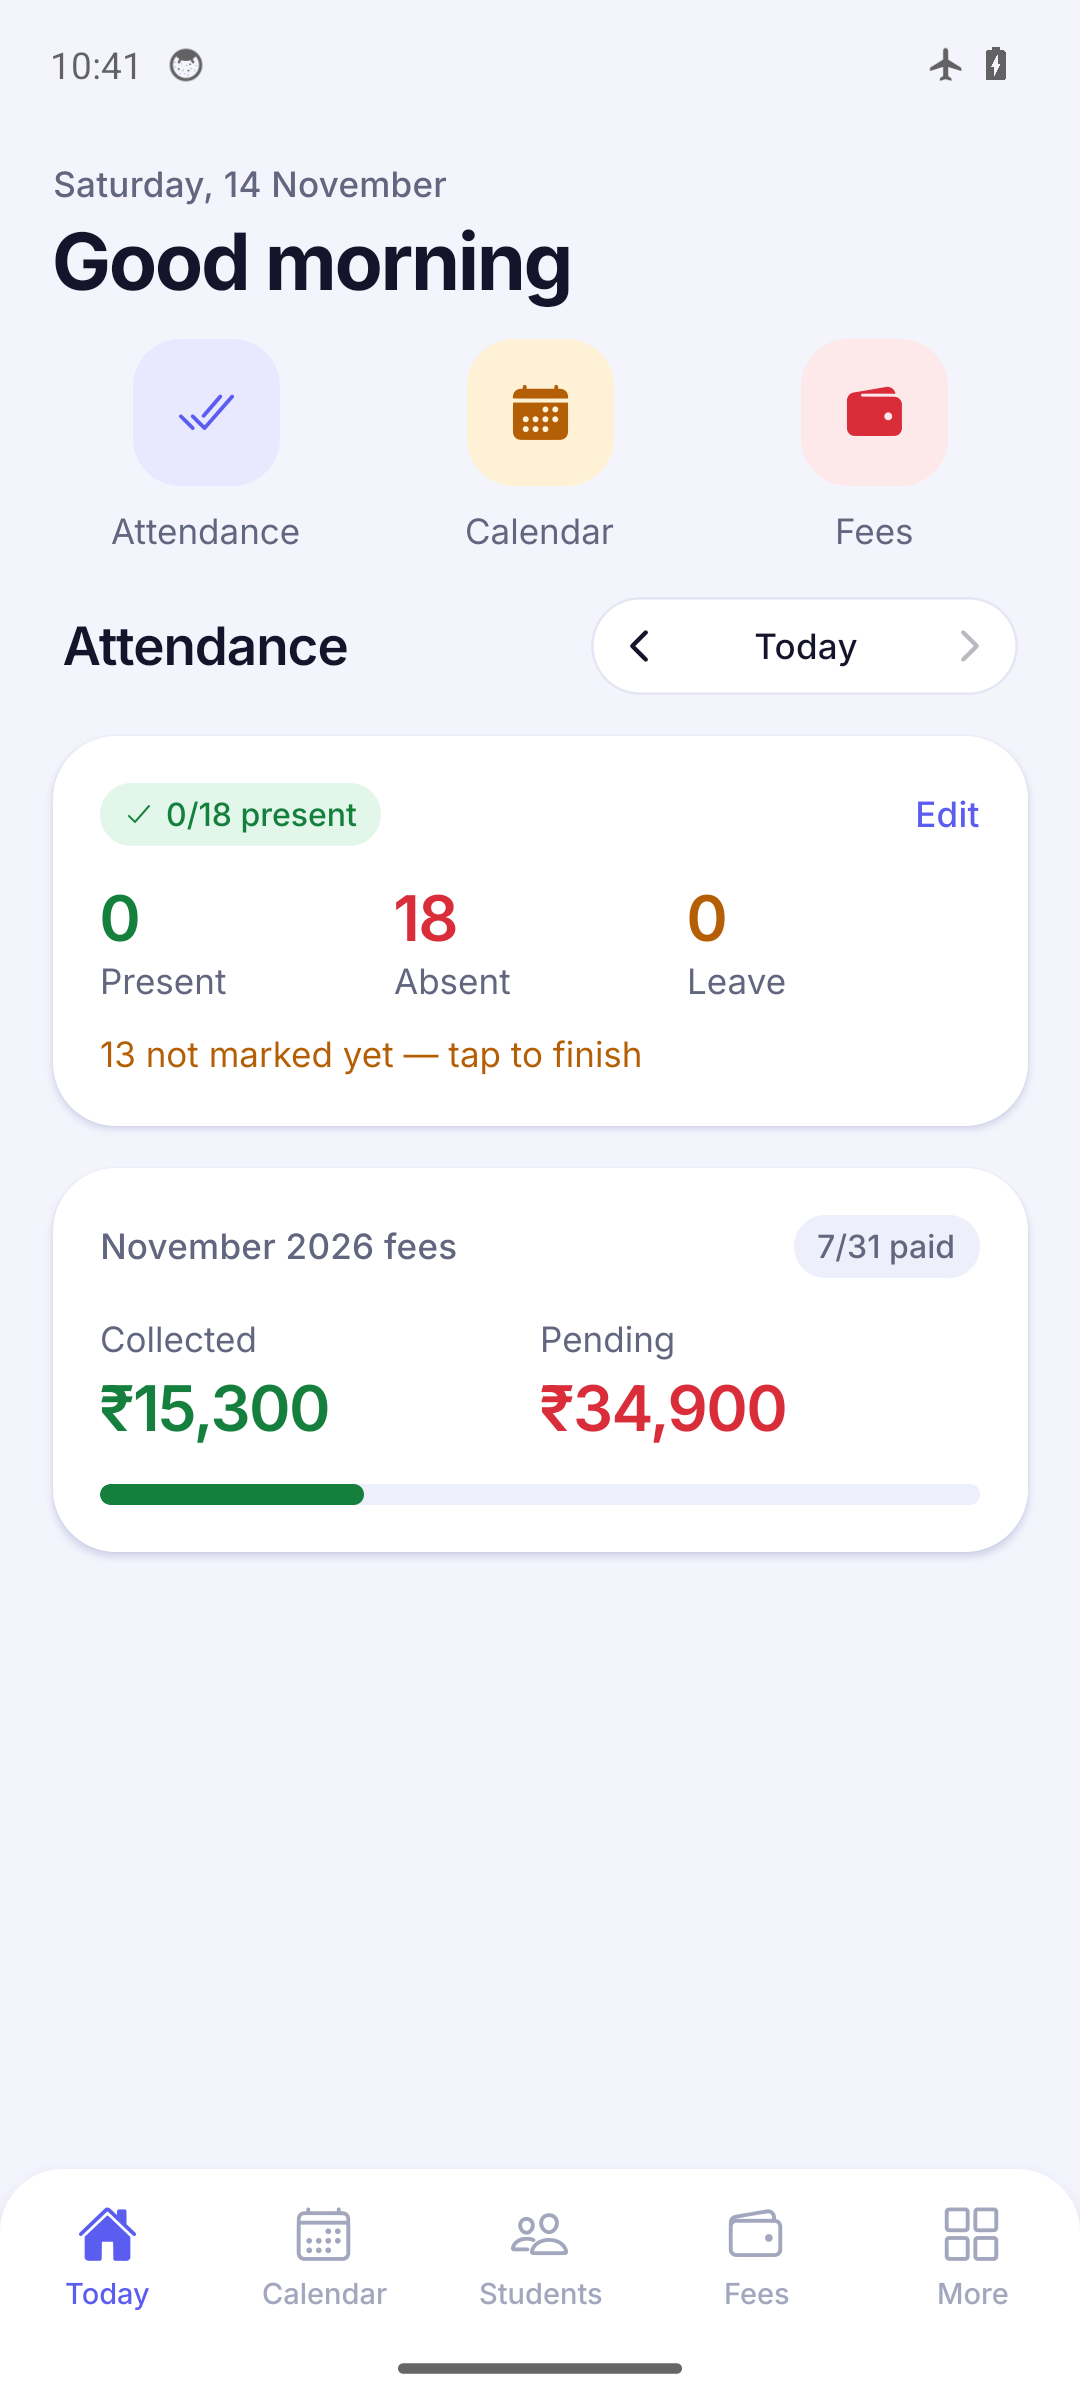 10:41
Saturday, 14 November
Good morning
Attendance
Calendar
Fees
Attendance
Today
0/18 present
Edit
0
18
0
Present
Absent
Leave
13 not marked yet — tap to finish
November 2026 fees
7/31 paid
Collected
Pending
₹15,300
₹34,900
Today
Calendar
Students
Fees
More